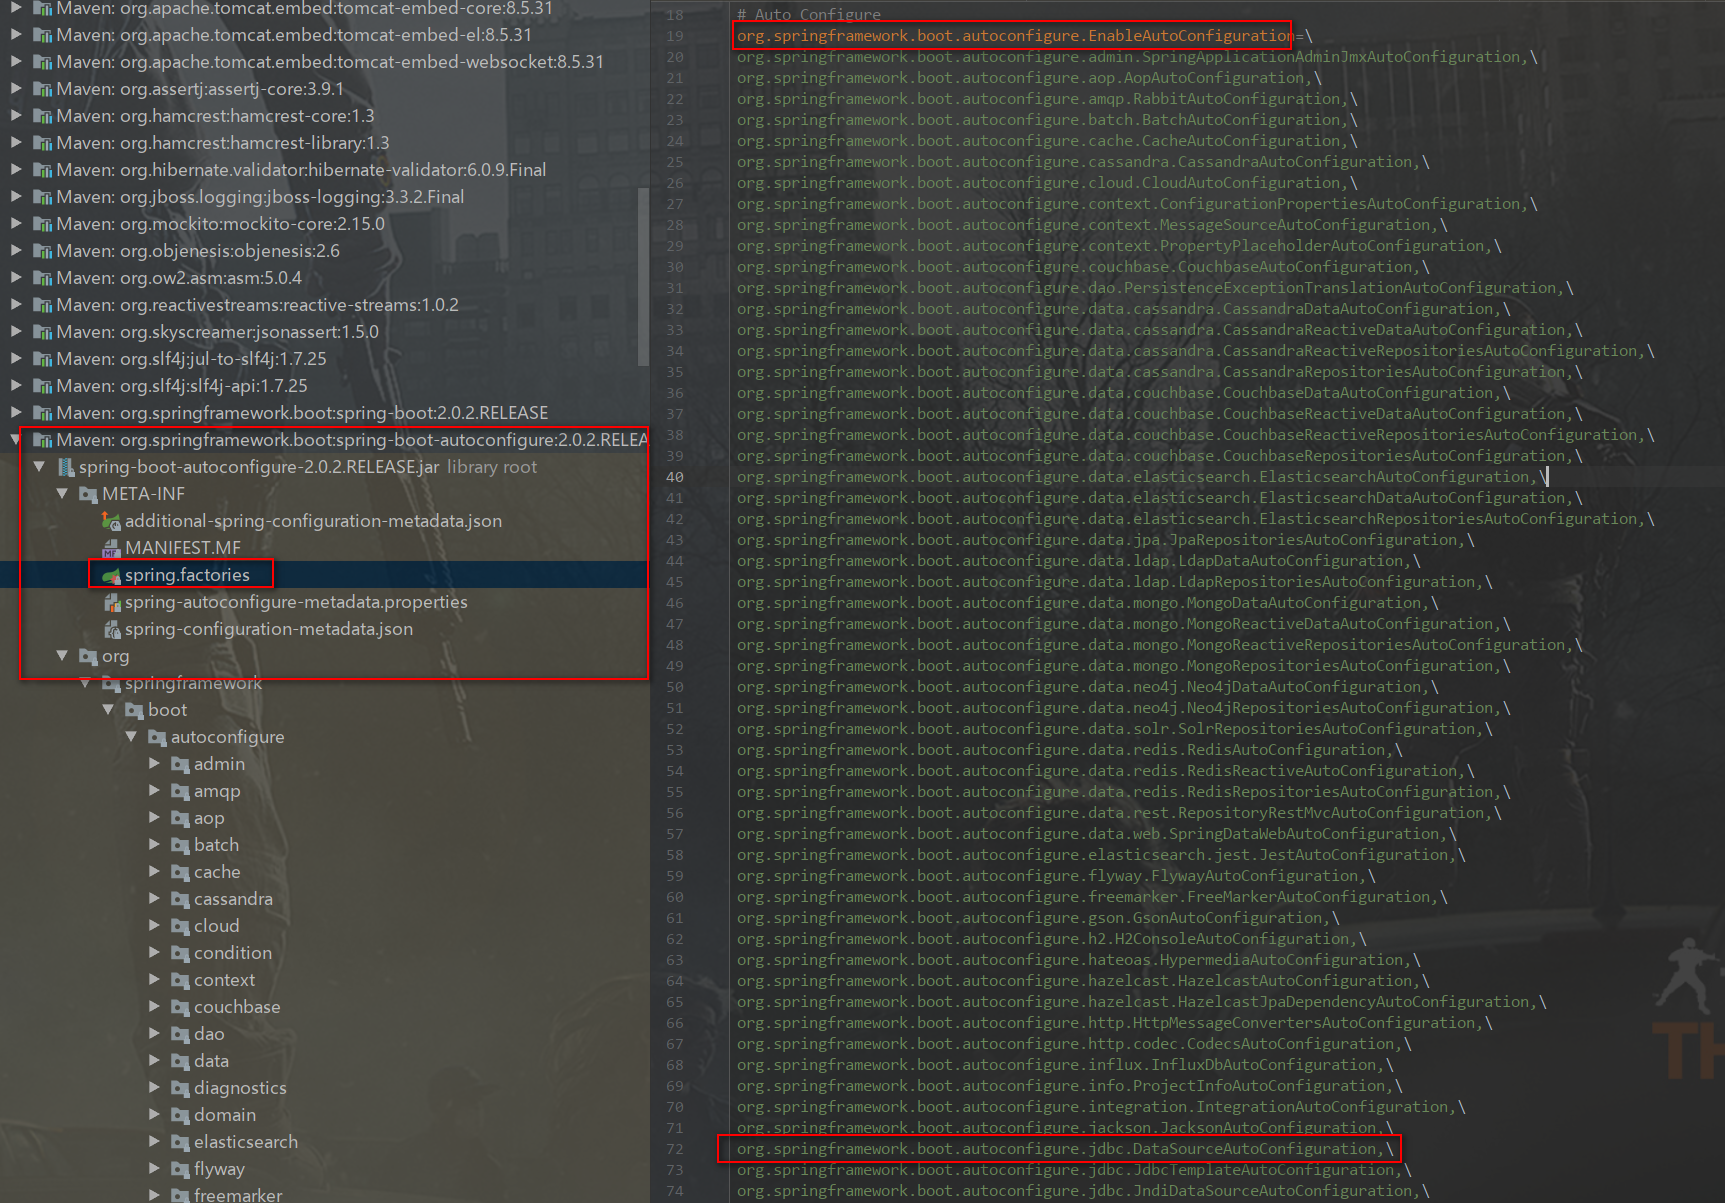 Maven: org.apache.tomcat.embed:tomcat-embed-core:8.5.31
Maven: org.apache.tomcat.embed:tomcat-embed-el:8.5.31
Maven: org.apache.tomcat.embed:tomcat-embed-websocket:8.5.31
Maven: org.assertj:assertj-core:3.9.1
Maven: org.hamcrest:hamcrest-core:1.3
Maven: org.hamcrest:hamcrest-library:1.3
Maven: org.hibernate.validator:hibernate-validator:6.0.9.Final
Maven: org.jboss.logging:jboss-logging:3.3.2.Final
Maven: org.mockito:mockito-core:2.15.0
Maven: org.objenesis:objenesis:2.6
Maven: org.ow2.asm:asm:5.0.4
Maven: org.reactivestreams:reactive-streams:1.0.2
Maven: org.skyscreamer:jsonassert:1.5.0
Maven: org.slf4j:jul-to-slf4j:1.7.25
Maven: org.slf4j:slf4j-api:1.7.25
Maven: org.springframework.boot:spring-boot:2.0.2.RELEASE
Maven: org.springframework.boot:spring-boot-autoconfigure:2.0.2.RELEA
spring-boot-autoconfigure-2.0.2.RELEASE.jar library root
META-INF
additional-spring-configuration-metadata.json
MANIFEST.MF
spring.factories
spring-autoconfigure-metadata.properties
spring-configuration-metadata.json
org
springframework
boot
autoconfigure
admin
amqp
aop
batch
cache
cassandra
cloud
condition
context
couchbase
dao
data
diagnostics
domain
elasticsearch
flyway
freemarker
18 # Auto Configure
19 org.springframework.boot.autoconfigure.EnableAutoConfiguration=\
20 org.springframework.boot.autoconfigure.admin.SpringApplicationAdminJmxAutoConfiguration,\
21 org.springframework.boot.autoconfigure.aop.AopAutoConfiguration,\
22 org.springframework.boot.autoconfigure.amqp.RabbitAutoConfiguration,\
23 org.springframework.boot.autoconfigure.batch.BatchAutoConfiguration,\
24 org.springframework.boot.autoconfigure.cache.CacheAutoConfiguration,\
25 org.springframework.boot.autoconfigure.cassandra.CassandraAutoConfiguration,\
26 org.springframework.boot.autoconfigure.cloud.CloudAutoConfiguration,\
27 org.springframework.boot.autoconfigure.context.ConfigurationPropertiesAutoConfiguration,\
28 org.springframework.boot.autoconfigure.context.MessageSourceAutoConfiguration,\
29 org.springframework.boot.autoconfigure.context.PropertyPlaceholderAutoConfiguration,\
30 org.springframework.boot.autoconfigure.couchbase.CouchbaseAutoConfiguration,\
31 org.springframework.boot.autoconfigure.dao.PersistenceExceptionTranslationAutoConfiguration,\
32 org.springframework.boot.autoconfigure.data.cassandra.CassandraDataAutoConfiguration,\
33 org.springframework.boot.autoconfigure.data.cassandra.CassandraReactiveDataAutoConfiguration,\
34 org.springframework.boot.autoconfigure.data.cassandra.CassandraReactiveRepositoriesAutoConfiguration,\
35 org.springframework.boot.autoconfigure.data.cassandra.CassandraRepositoriesAutoConfiguration,\
36 org.springframework.boot.autoconfigure.data.couchbase.CouchbaseDataAutoConfiguration,\
37 org.springframework.boot.autoconfigure.data.couchbase.CouchbaseReactiveDataAutoConfiguration,\
38 org.springframework.boot.autoconfigure.data.couchbase.CouchbaseReactiveRepositoriesAutoConfiguration,\
39 org.springframework.boot.autoconfigure.data.couchbase.CouchbaseRepositoriesAutoConfiguration,\
40 org.springframework.boot.autoconfigure.data.elasticsearch.ElasticsearchAutoConfiguration,\
41 org.springframework.boot.autoconfigure.data.elasticsearch.ElasticsearchDataAutoConfiguration,\
42 org.springframework.boot.autoconfigure.data.elasticsearch.ElasticsearchRepositoriesAutoConfiguration,\
43 org.springframework.boot.autoconfigure.data.jpa.JpaRepositoriesAutoConfiguration,\
44 org.springframework.boot.autoconfigure.data.ldap.LdapDataAutoConfiguration,\
45 org.springframework.boot.autoconfigure.data.ldap.LdapRepositoriesAutoConfiguration,\
46 org.springframework.boot.autoconfigure.data.mongo.MongoDataAutoConfiguration,\
47 org.springframework.boot.autoconfigure.data.mongo.MongoReactiveDataAutoConfiguration,\
48 org.springframework.boot.autoconfigure.data.mongo.MongoReactiveRepositoriesAutoConfiguration,\
49 org.springframework.boot.autoconfigure.data.mongo.MongoRepositoriesAutoConfiguration,\
50 org.springframework.boot.autoconfigure.data.neo4j.Neo4jDataAutoConfiguration,\
51 org.springframework.boot.autoconfigure.data.neo4j.Neo4jRepositoriesAutoConfiguration,\
52 org.springframework.boot.autoconfigure.data.solr.SolrRepositoriesAutoConfiguration,\
53 org.springframework.boot.autoconfigure.data.redis.RedisAutoConfiguration,\
54 org.springframework.boot.autoconfigure.data.redis.RedisReactiveAutoConfiguration,\
55 org.springframework.boot.autoconfigure.data.redis.RedisRepositoriesAutoConfiguration,\
56 org.springframework.boot.autoconfigure.data.rest.RepositoryRestMvcAutoConfiguration,\
57 org.springframework.boot.autoconfigure.data.web.SpringDataWebAutoConfiguration,\
58 org.springframework.boot.autoconfigure.elasticsearch.jest.JestAutoConfiguration,\
59 org.springframework.boot.autoconfigure.flyway.FlywayAutoConfiguration,\
60 org.springframework.boot.autoconfigure.freemarker.FreeMarkerAutoConfiguration,\
61 org.springframework.boot.autoconfigure.gson.GsonAutoConfiguration,\
62 org.springframework.boot.autoconfigure.h2.H2ConsoleAutoConfiguration,\
63 org.springframework.boot.autoconfigure.hateoas.HypermediaAutoConfiguration,\
64 org.springframework.boot.autoconfigure.hazelcast.HazelcastAutoConfiguration,\
65 org.springframework.boot.autoconfigure.hazelcast.HazelcastJpaDependencyAutoConfiguration,\
66 org.springframework.boot.autoconfigure.http.HttpMessageConvertersAutoConfiguration,\
67 org.springframework.boot.autoconfigure.http.codec.CodecsAutoConfiguration,\
68 org.springframework.boot.autoconfigure.influx.InfluxDbAutoConfiguration,\
69 org.springframework.boot.autoconfigure.info.ProjectInfoAutoConfiguration,\
70 org.springframework.boot.autoconfigure.integration.IntegrationAutoConfiguration,\
71 org.springframework.boot.autoconfigure.jackson.JacksonAutoConfiguration,\
72 org.springframework.boot.autoconfigure.jdbc.DataSourceAutoConfiguration,\
73 org.springframework.boot.autoconfigure.jdbc.JdbcTemplateAutoConfiguration,\
74 org.springframework.boot.autoconfigure.jdbc.JndiDataSourceAutoConfiguration,\
TH